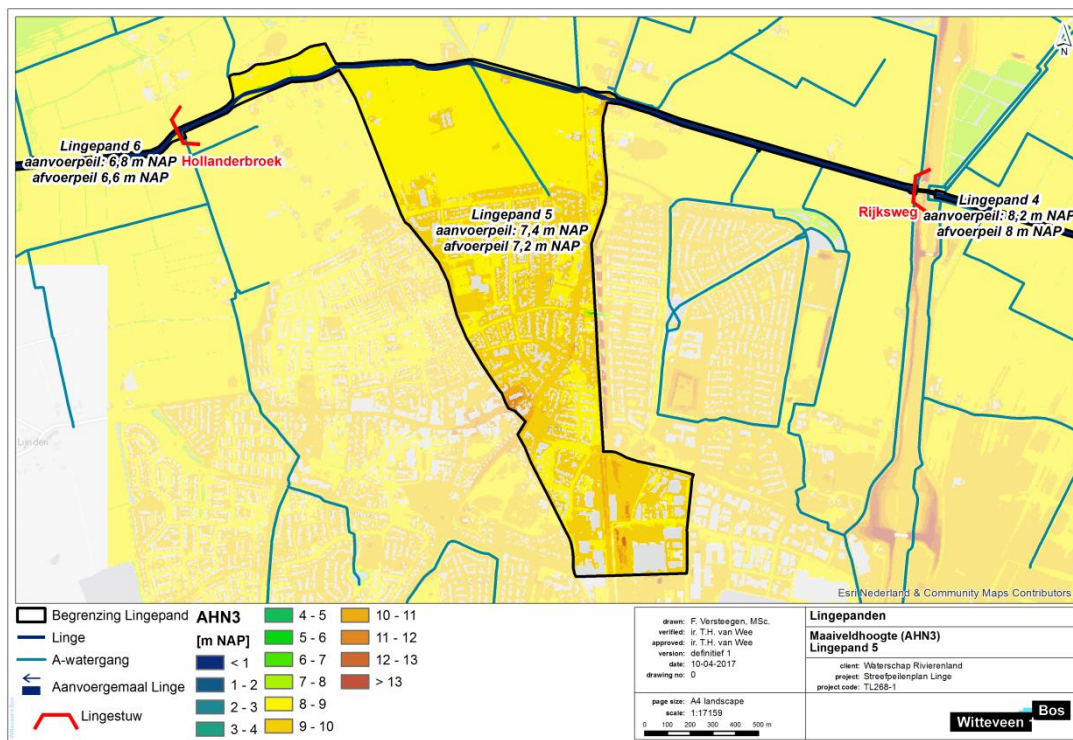 N
Lingepand 6
aanvoerpeil: 6,8 m NAP
afvoerpeil 6,6 m NAP
Hollanderbroek
Lingepand 5
aanvoerpeil: 7,4 m NAP
afvoerpeil 7,2 m NAP
Rijksweg
Lingepand 4
aanvoerpeil: 8,2 m NAP
afvoerpeil 8 m NAP
Esri Nederland & Community Maps Contributors
Begrenzing Lingepand
Linge
A-watergang
Aanvoergemaal Linge
Lingestuw
AHN3
[m NAP]
< 1
1 - 2
2 - 3
3 - 4
4 - 5
5 - 6
6 - 7
7 - 8
8 - 9
9 - 10
10 - 11
11 - 12
12 - 13
> 13
drawn: F. Versteegen, MSc.
verified: ir. T.H. van Wee
approved: ir. T.H. van Wee
version: definitief 1
date: 10-04-2017
drawing no: 0
page size: A4 landscape
scale: 1:17159
0 100 200 300 400 500 m
Lingepanden
Maaiveldhoogte (AHN3)
Lingepand 5
client: Waterschap Rivierenland
project: Streefpeilenplan Linge
project code: TL268-1
Witteveen + Bos